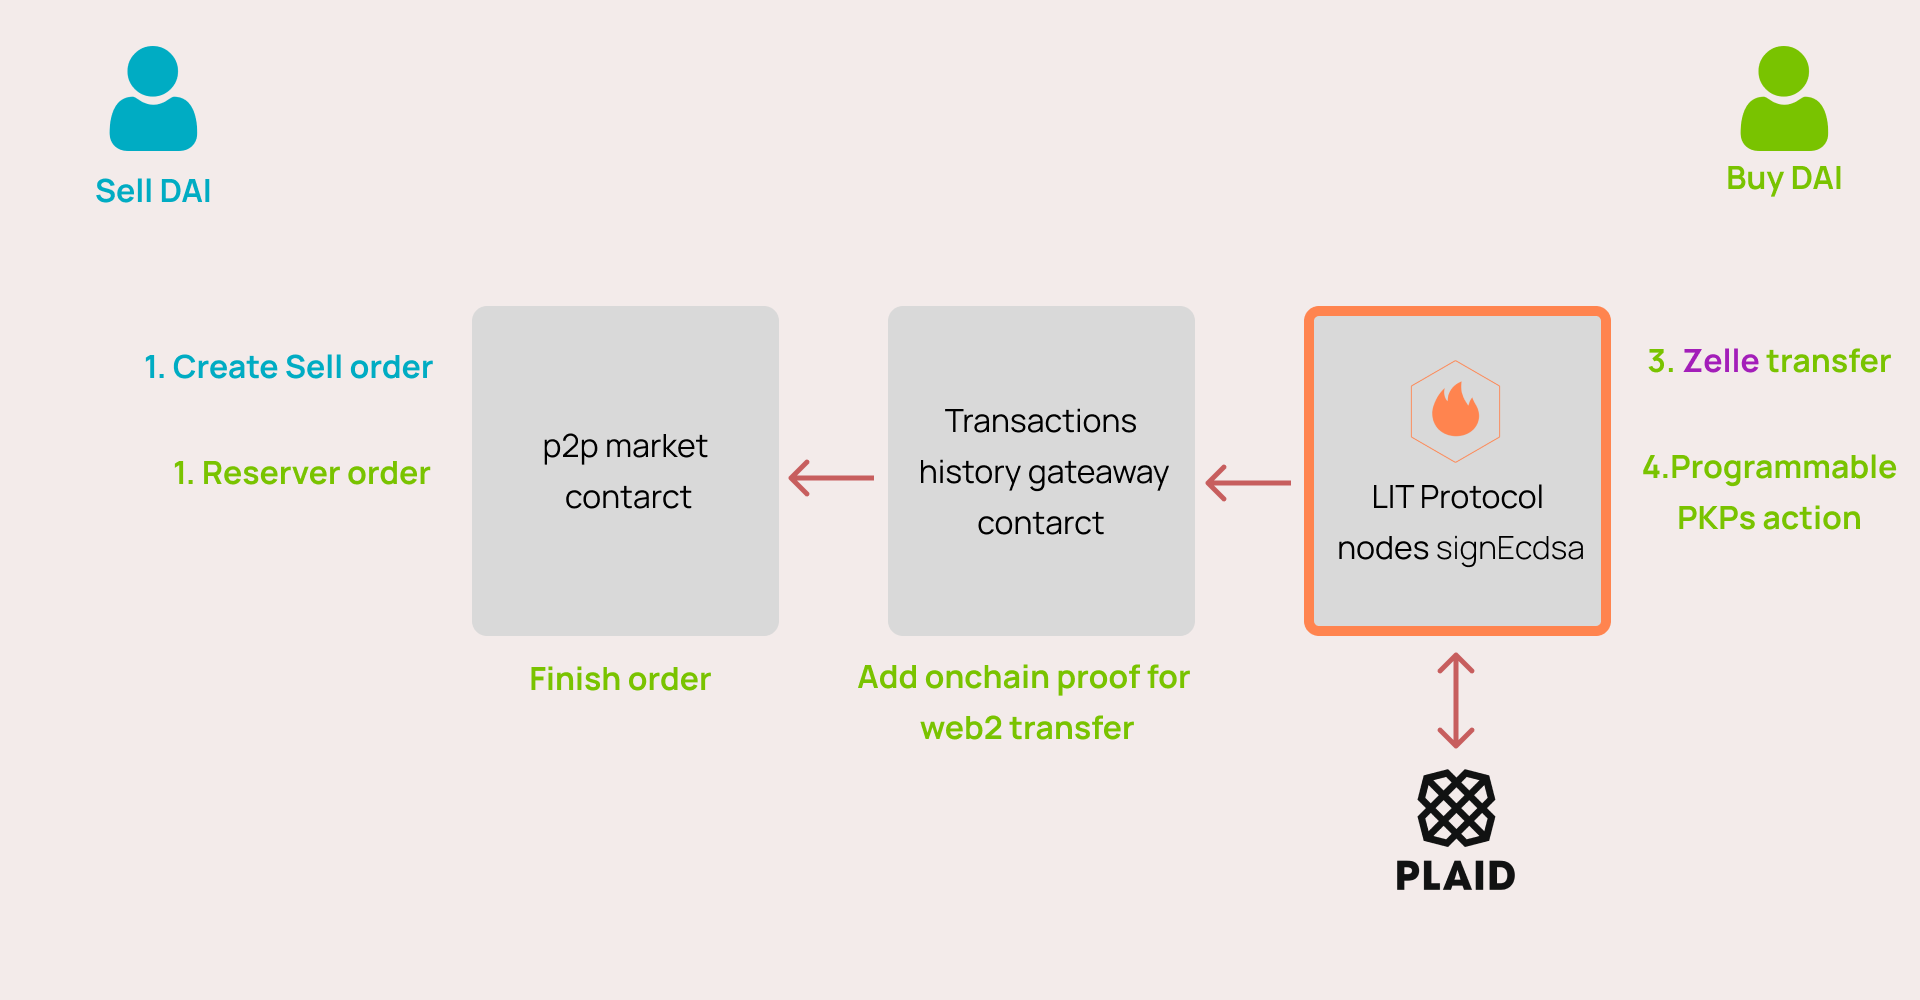 Sell DAI
Buy DAI
1. Create Sell order
1. Reserver order
p2p market
contarct
Finish order
Transactions
history gateaway
contarct
Add onchain proof for
web2 transfer
LIT Protocol
nodes signEcdsa
3. Zelle transfer
4.Programmable
PKPs action
PLAID